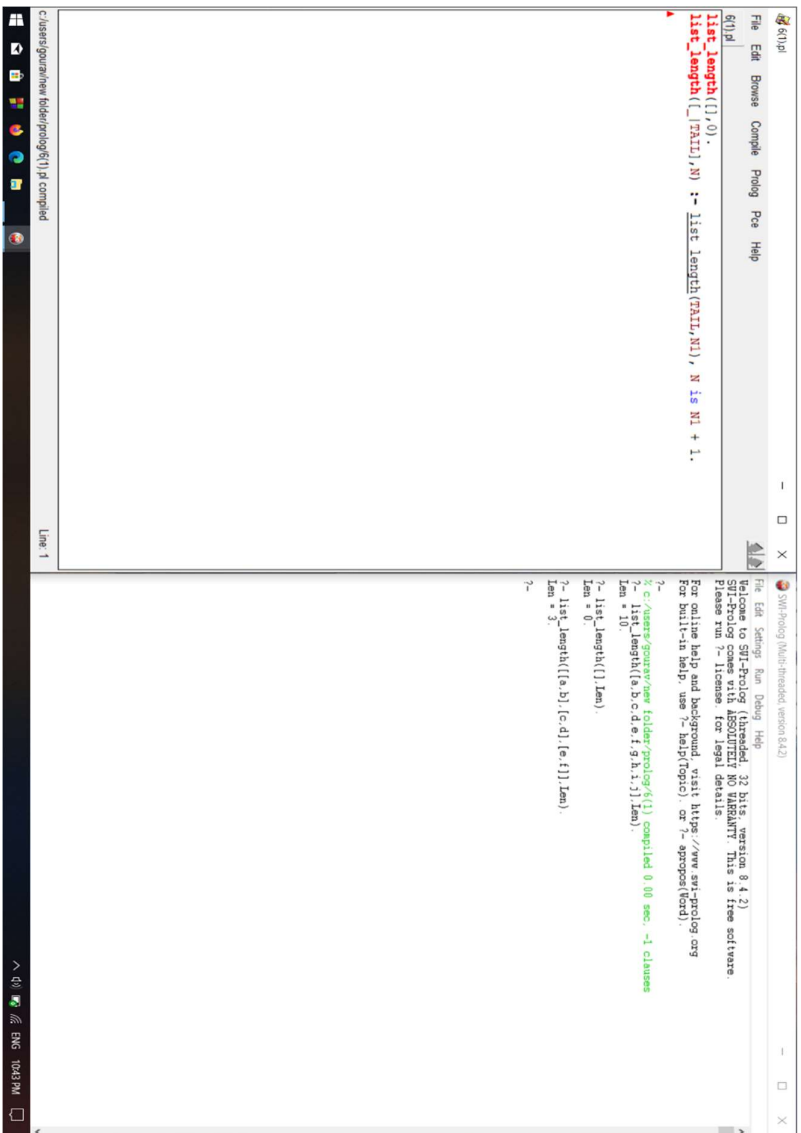 6(1).pl
File Edit Browse Compile Prolog Pce Help
6(1).pl
list_length([],0).
list_length([_|TAIL],N) :- list_length(TAIL,N1), N is N1 + 1.
c:/users/gourav/new folder/prolog/6(1).pl compiled
Line: 1
SWI-Prolog (Multi-threaded, version 8.4.2)
File Edit Settings Run Debug Help
Welcome to SWI-Prolog (threaded, 32 bits, version 8.4.2)
SWI-Prolog comes with ABSOLUTELY NO WARRANTY. This is free software.
Please run ?- license. for legal details.
For online help and background, visit https://www.swi-prolog.org
For built-in help, use ?- help(Topic). or ?- apropos(Word).
?-
% c:/users/gourav/new folder/prolog/6(1) compiled 0.00 sec, -1 clauses
?- list_length([a,b,c,d,e,f,g,h,i,j],Len).
Len = 10.
?- list_length([],Len).
Len = 0.
?- list_length([[a,b],[c,d],[e,f]],Len).
Len = 3.
?-
ENG 10:43 PM